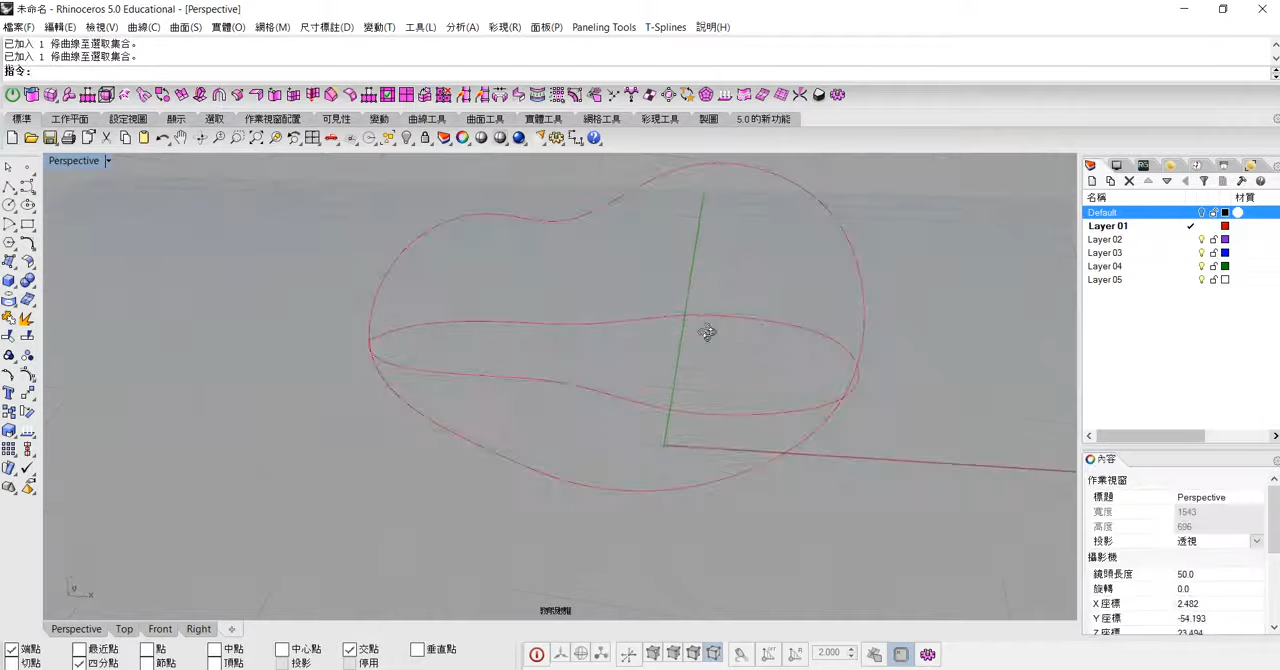 未命名 - Rhinoceros 5.0 Educational - [Perspective]
檔案(F) 編輯(E) 檢視(V) 曲線(C) 曲面(S) 實體(O) 網格(M) 尺寸標註(D) 變動(T) 工具(L) 分析(A) 彩現(R) 面板(P) Paneling Tools T-Splines 說明(H)
已加入 1 條曲線至選取集合。
已加入 1 條曲線至選取集合。
指令:
標準 工作平面 設定視圖 顯示 選取 作業視窗配置 可見性 變動 曲線工具 曲面工具 實體工具 網格工具 彩現工具 製圖 5.0 的新功能
Perspective
名稱 材質
Default
Layer 01
Layer 02
Layer 03
Layer 04
Layer 05
內容
作業視窗
標題 Perspective
寬度 1543
高度 696
投影 透視
攝影機
鏡頭長度 50.0
旋轉 0.0
X 座標 2.482
Y 座標 -54.193
Z 座標 23.494
y
x
Perspective Top Front Right
端點 最近點 點 中點 中心點 交點 垂直點
切點 四分點 節點 頂點 投影 停用
2.000